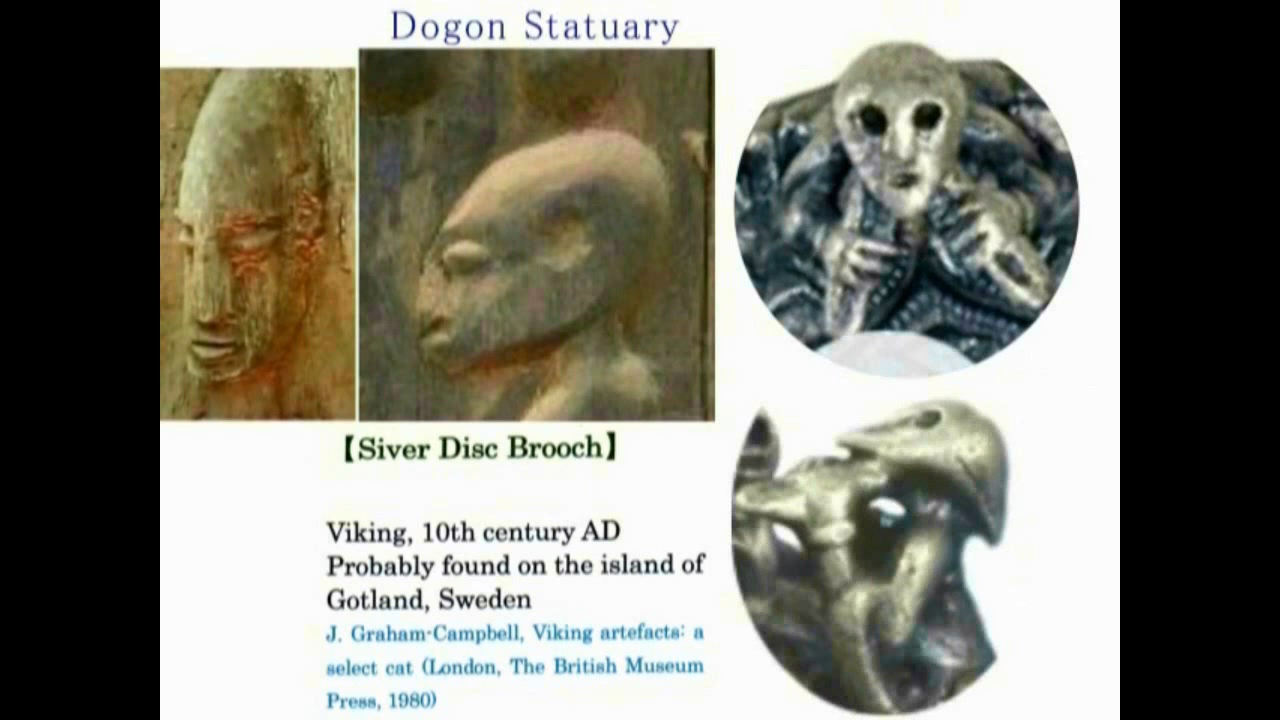 Dogon Statuary
【Siver Disc Brooch】
Viking, 10th century AD
Probably found on the island of
Gotland, Sweden
J. Graham-Campbell, Viking artefacts: a
select cat (London, The British Museum
Press, 1980)